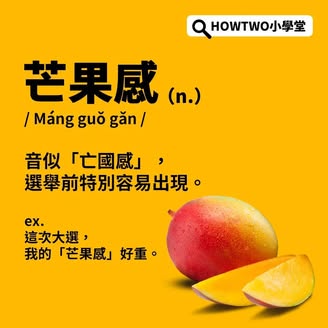 HOWTWO小學堂
芒果感 (n.)
/ Máng guǒ gǎn /
音似「亡國感」，
選舉前特別容易出現。
ex.
這次大選，
我的「芒果感」好重。